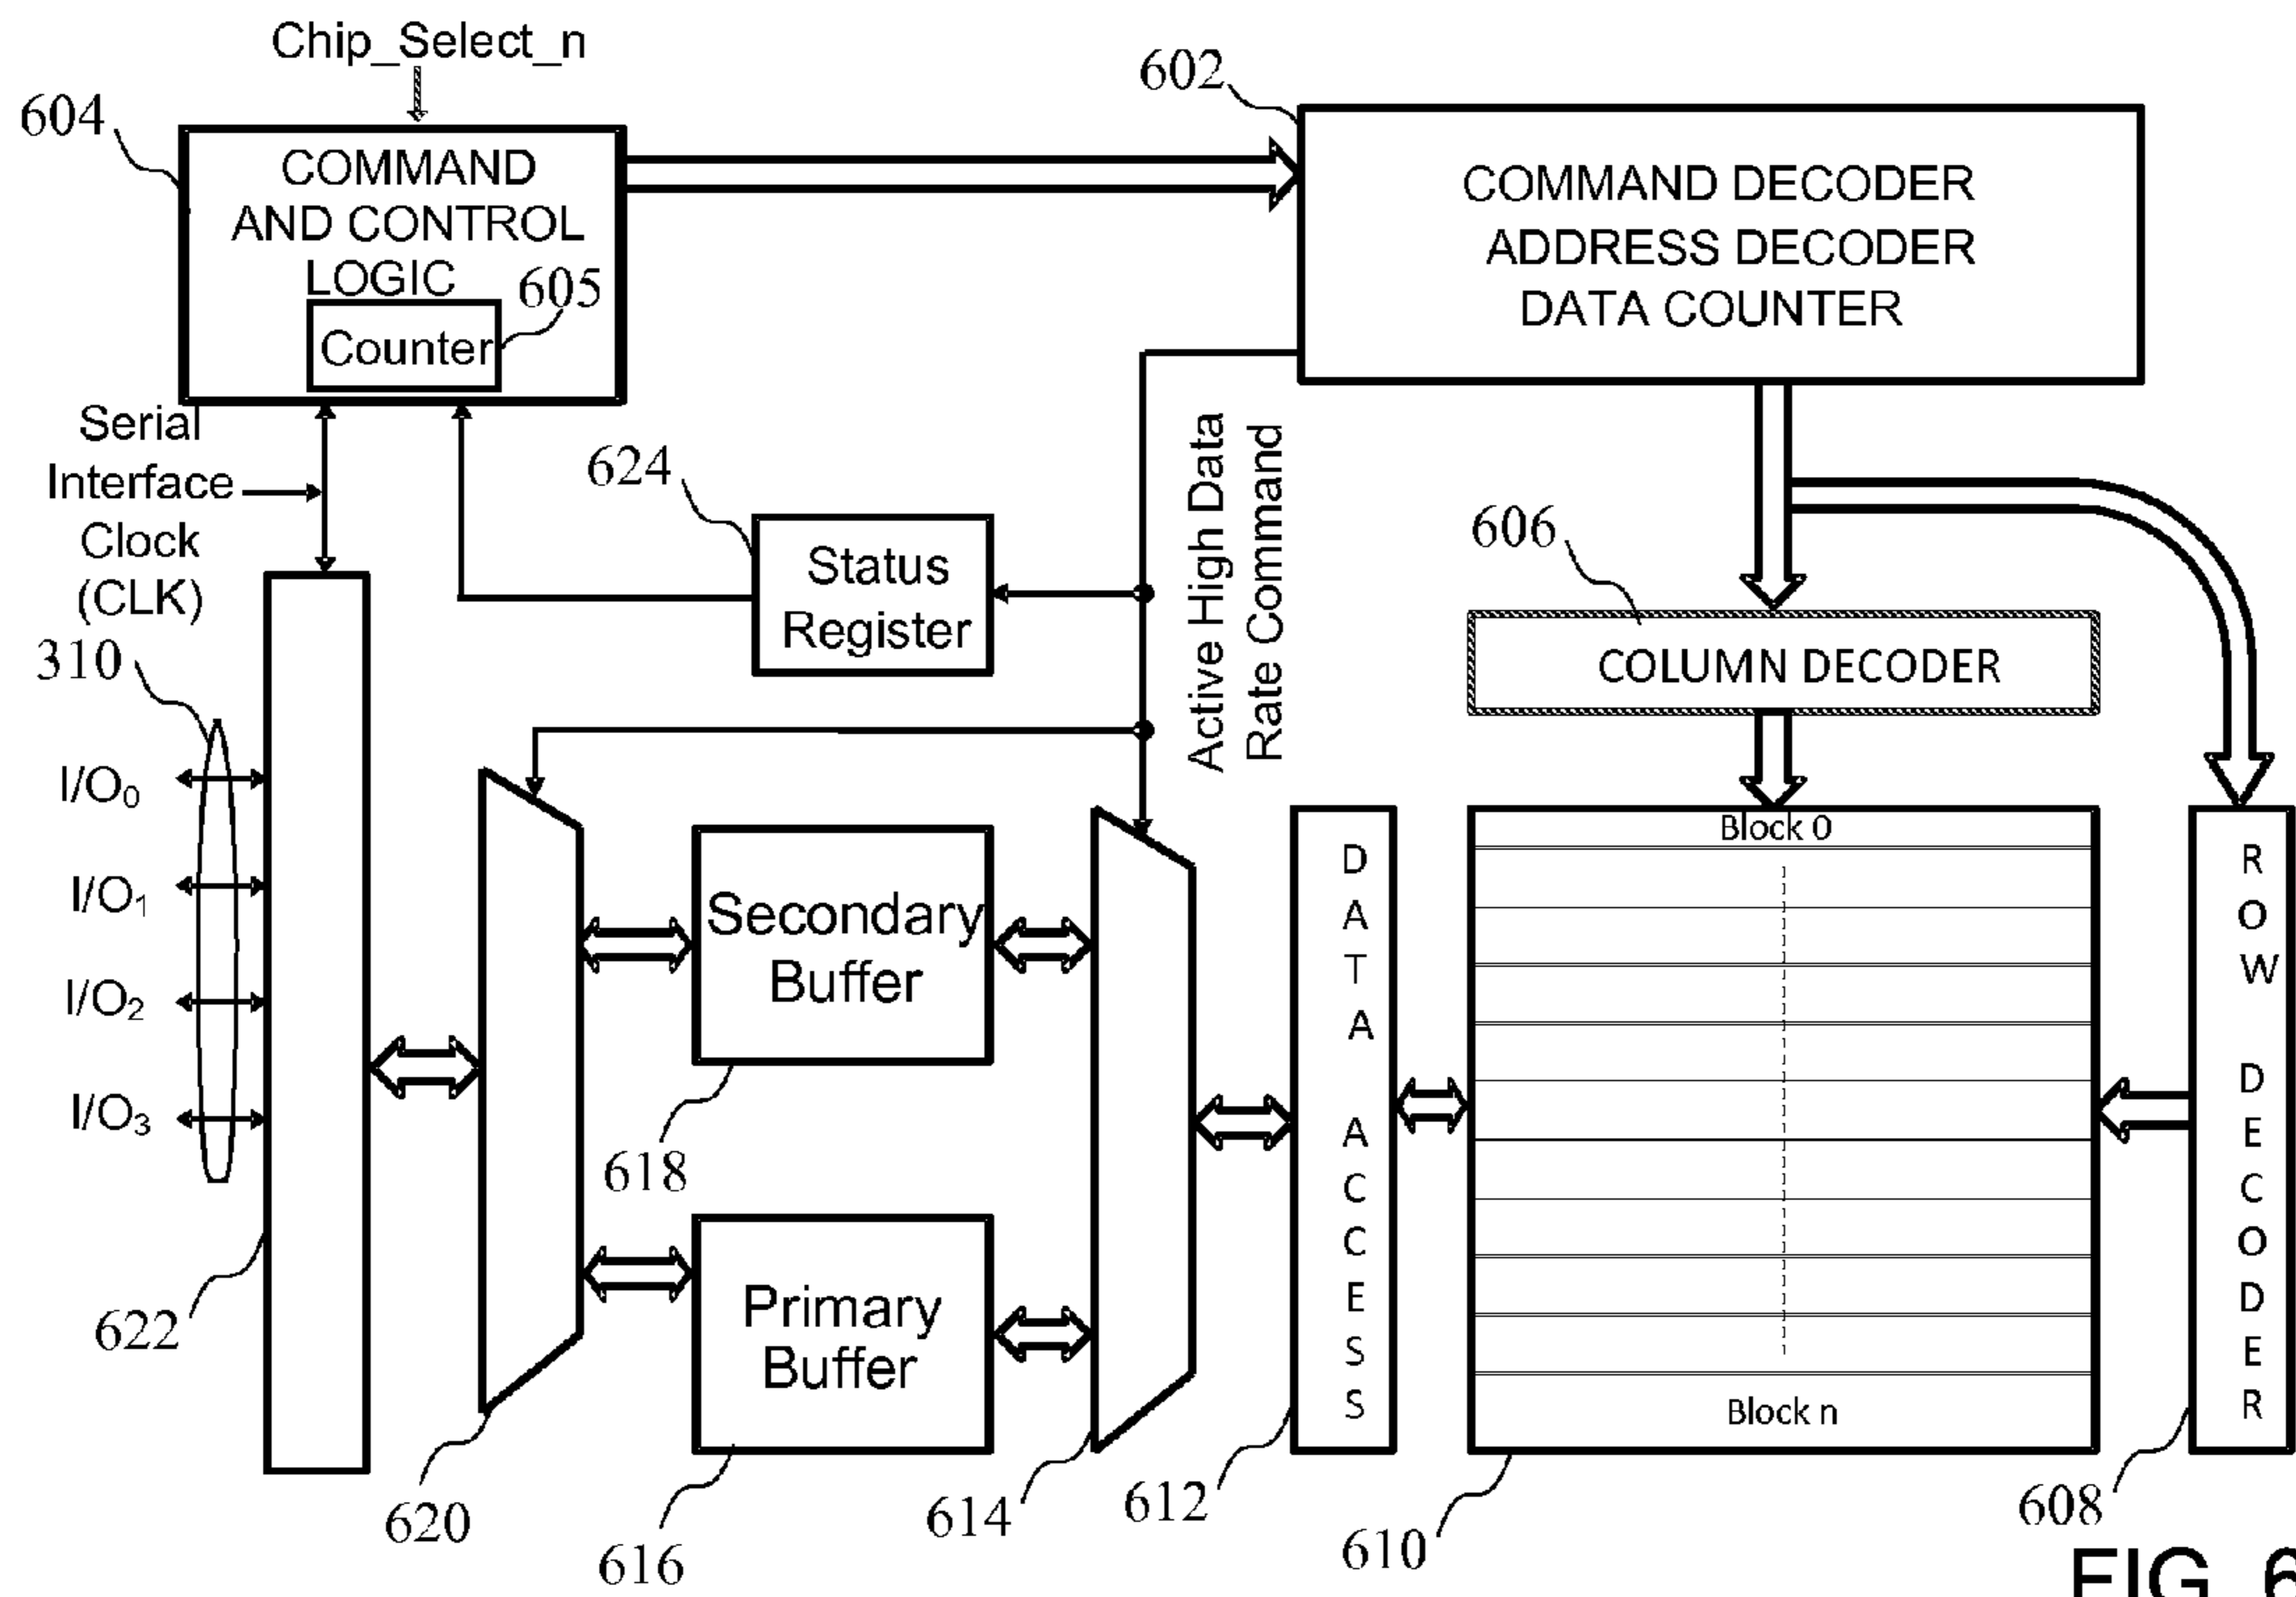 Chip_Select_n
604
COMMAND
AND CONTROL
LOGIC
605
Counter
602
COMMAND DECODER
ADDRESS DECODER
DATA COUNTER
Serial
Interface
Clock
(CLK)
624
Status
Register
Active High Data
Rate Command
606
COLUMN DECODER
310
I/O0
I/O1
I/O2
I/O3
622
620
Secondary
Buffer
618
Primary
Buffer
616
614
DATA ACCESS
612
Block 0
Block n
610
ROW DECODER
608
FIG. 6